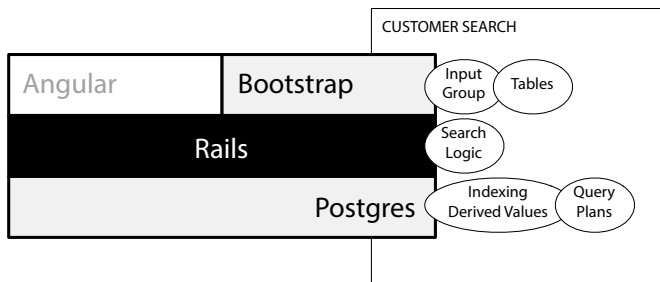 CUSTOMER SEARCH
Angular
Bootstrap
Input
Group
Tables
Rails
Search
Logic
Postgres
Indexing
Derived Values
Query
Plans